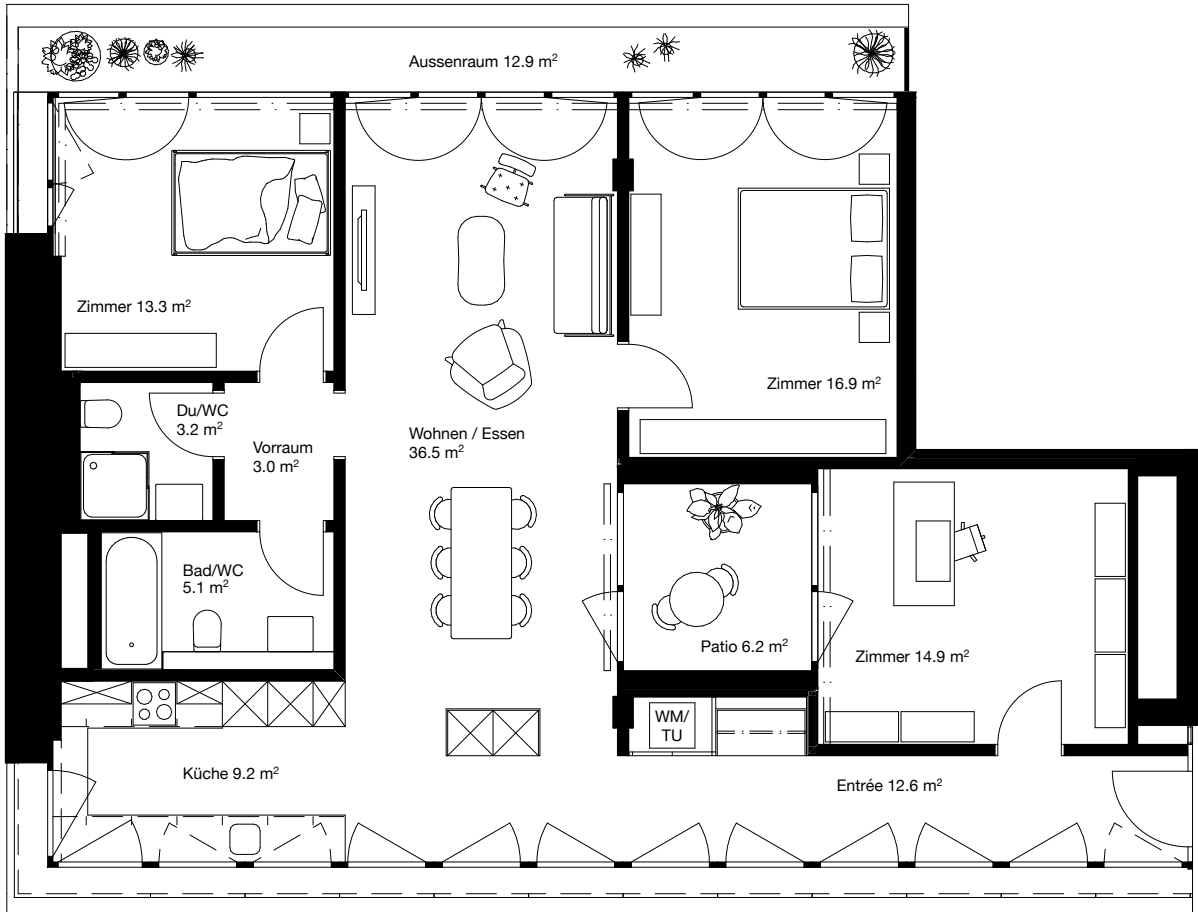 Aussenraum 12.9 m²
Zimmer 13.3 m²
Zimmer 16.9 m²
Du/WC
3.2 m²
Vorraum
3.0 m²
Wohnen / Essen
36.5 m²
Bad/WC
5.1 m²
Patio 6.2 m²
Zimmer 14.9 m²
WM/
TU
Küche 9.2 m²
Entrée 12.6 m²